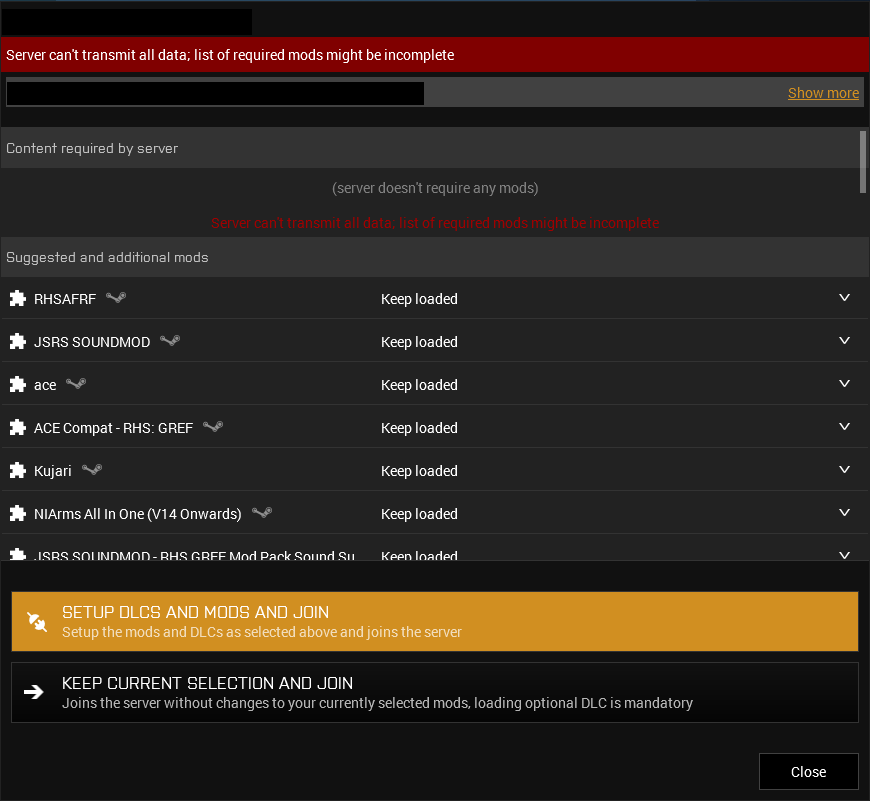 Server can't transmit all data; list of required mods might be incomplete
Show more
Content required by server
(server doesn't require any mods)
Server can't transmit all data; list of required mods might be incomplete
Suggested and additional mods
RHSAFRF Keep loaded
JSRS SOUNDMOD Keep loaded
ace Keep loaded
ACE Compat - RHS: GREF Keep loaded
Kujari Keep loaded
NIArms All In One (V14 Onwards) Keep loaded
JSRS SOUNDMOD - RHS GREF Mod Pack Sound Su Keep loaded
SETUP DLCS AND MODS AND JOIN
Setup the mods and DLCs as selected above and joins the server
KEEP CURRENT SELECTION AND JOIN
Joins the server without changes to your currently selected mods, loading optional DLC is mandatory
Close